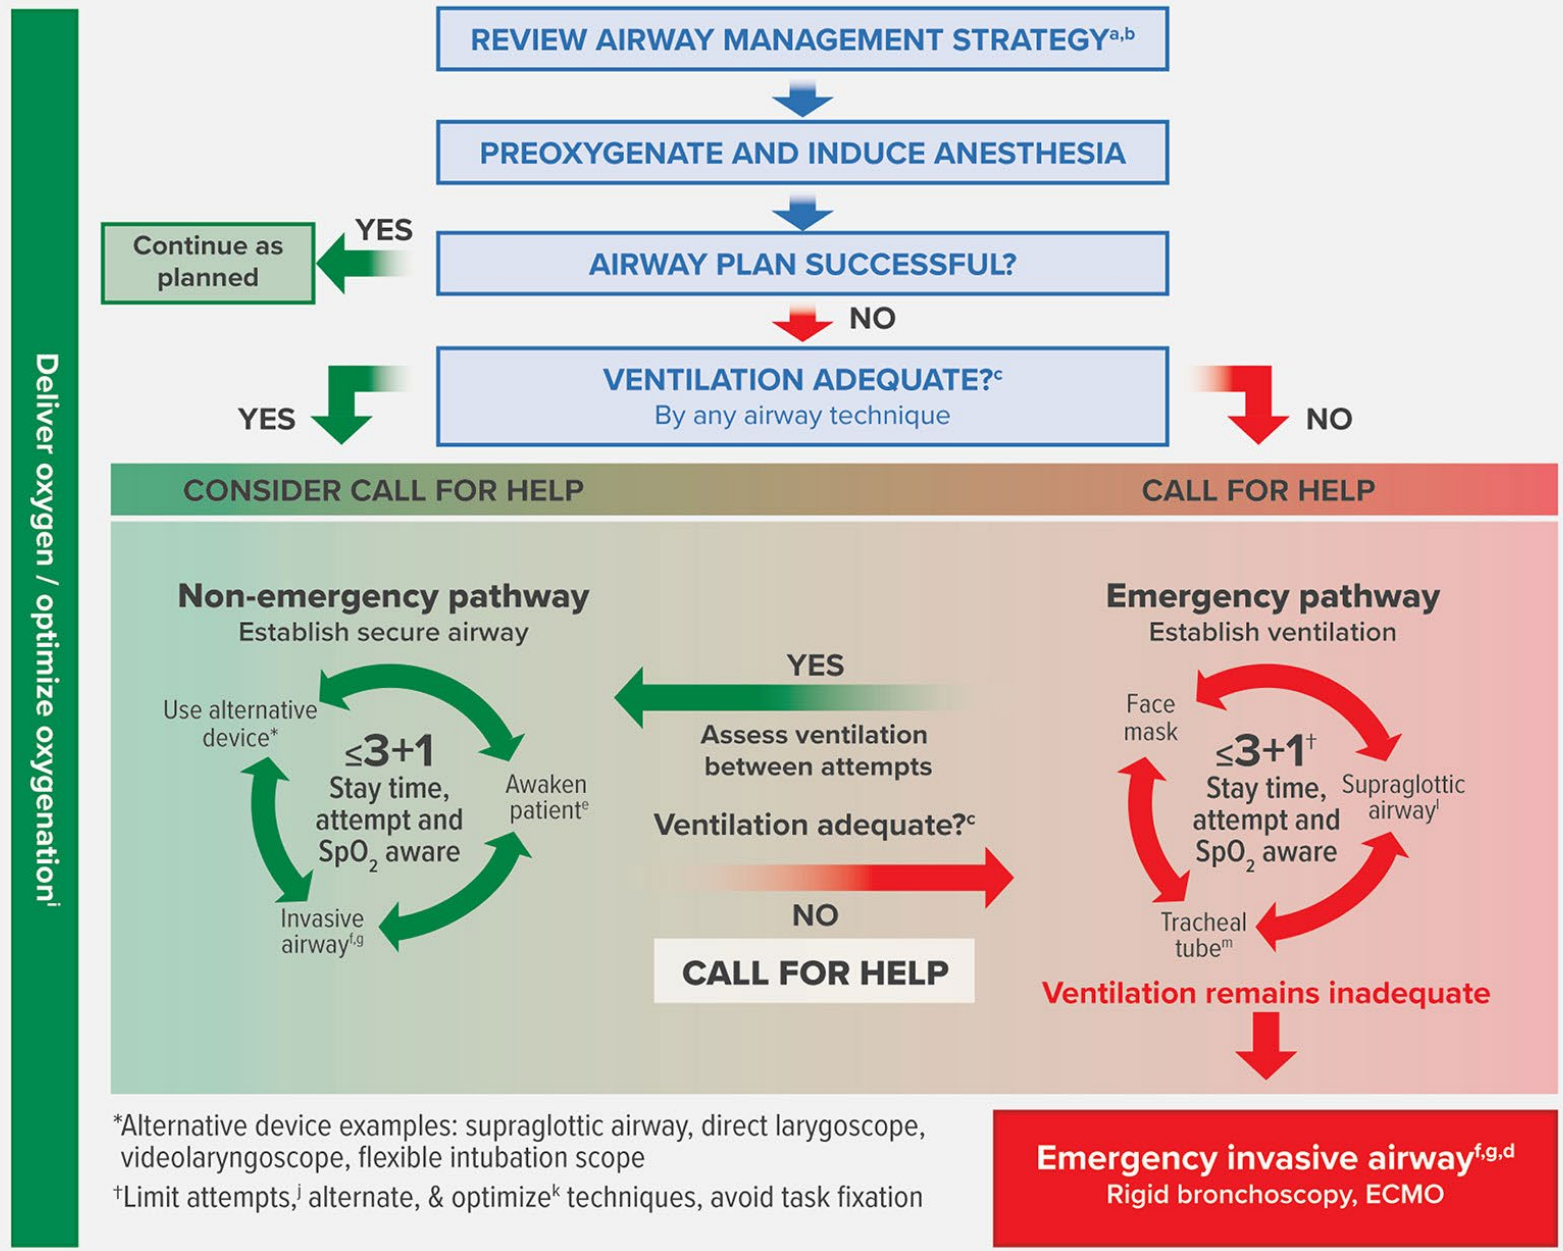 Deliver oxygen / optimize oxygenationⁱ
REVIEW AIRWAY MANAGEMENT STRATEGYᵃ,ᵇ
PREOXYGENATE AND INDUCE ANESTHESIA
YES
Continue as
planned
AIRWAY PLAN SUCCESSFUL?
NO
VENTILATION ADEQUATE?ᶜ
By any airway technique
YES
NO
CONSIDER CALL FOR HELP
CALL FOR HELP
Non-emergency pathway
Establish secure airway
Use alternative
device*
≤3+1
Stay time,
attempt and
SpO₂ aware
Awaken
patientᵉ
Invasive
airwayᶠ,ᵍ
YES
Assess ventilation
between attempts
Ventilation adequate?ᶜ
NO
CALL FOR HELP
Emergency pathway
Establish ventilation
Face
mask
≤3+1†
Stay time,
attempt and
SpO₂ aware
Supraglottic
airwayˡ
Tracheal
tubeᵐ
Ventilation remains inadequate
*Alternative device examples: supraglottic airway, direct larygoscope,
videolaryngoscope, flexible intubation scope
†Limit attempts,ʲ alternate, & optimizeᵏ techniques, avoid task fixation
Emergency invasive airwayᶠ,ᵍ,ᵈ
Rigid bronchoscopy, ECMO